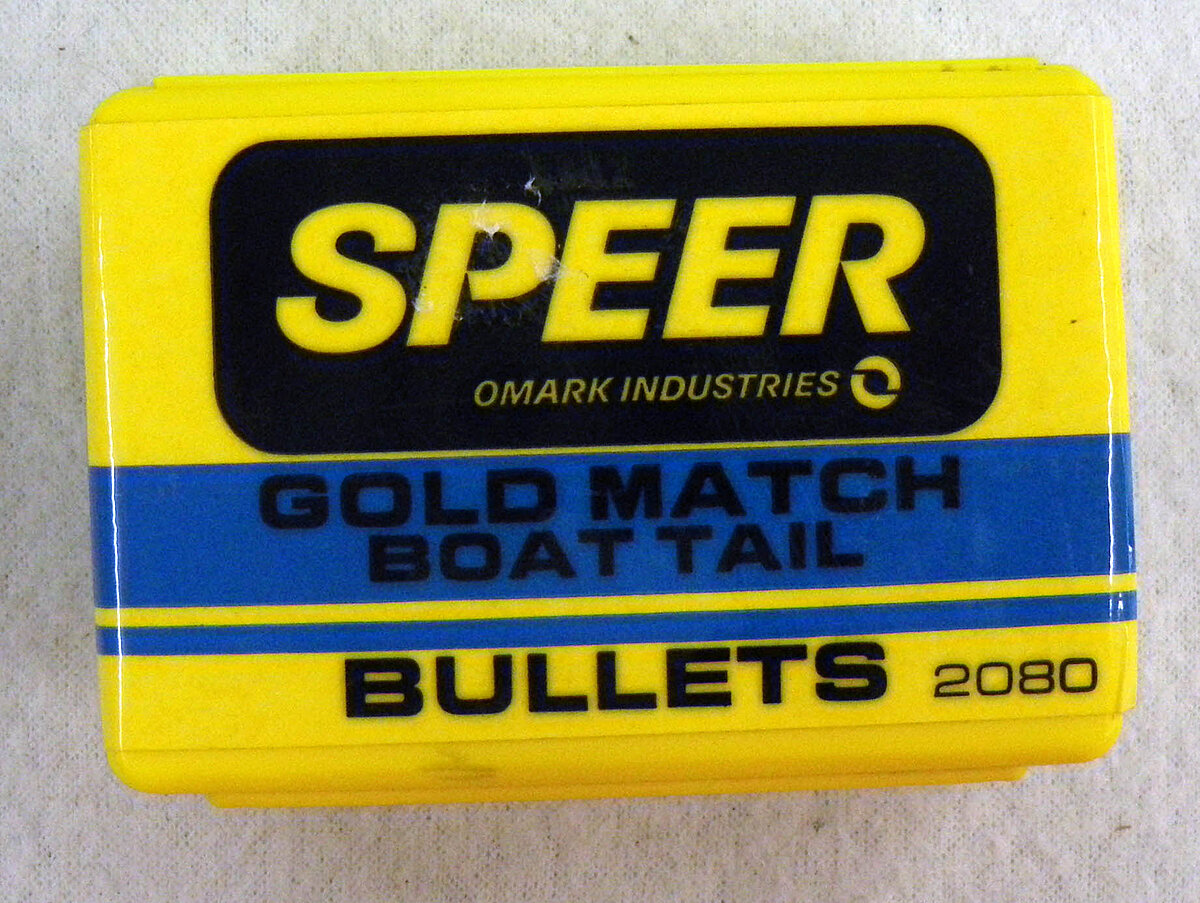 SPEER
OMARK INDUSTRIES
GOLD MATCH
BOAT TAIL
BULLETS 2080